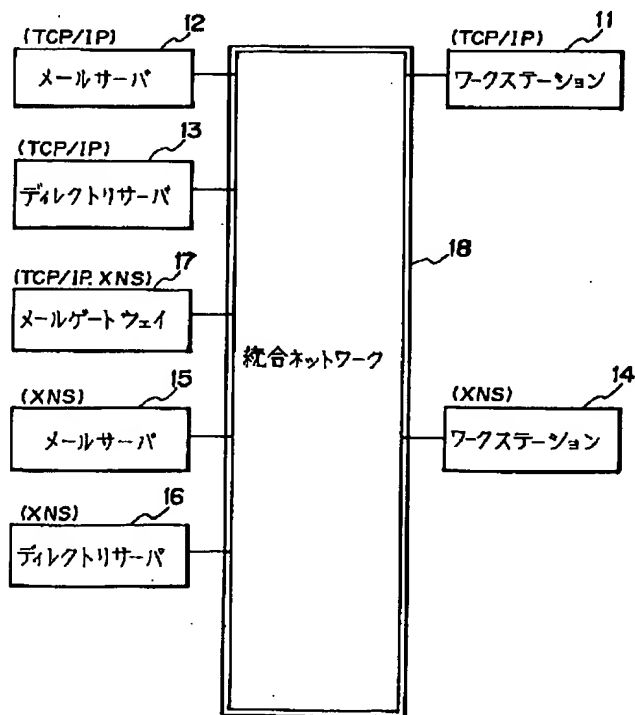 (TCP/IP) 12
メールサーバ
(TCP/IP) 13
ディレクトリサーバ
(TCP/IP. XNS) 17
メールゲートウェイ
(XNS) 15
メールサーバ
(XNS) 16
ディレクトリサーバ
統合ネットワーク
18
(TCP/IP) 11
ワークステーション
(XNS) 14
ワークステーション